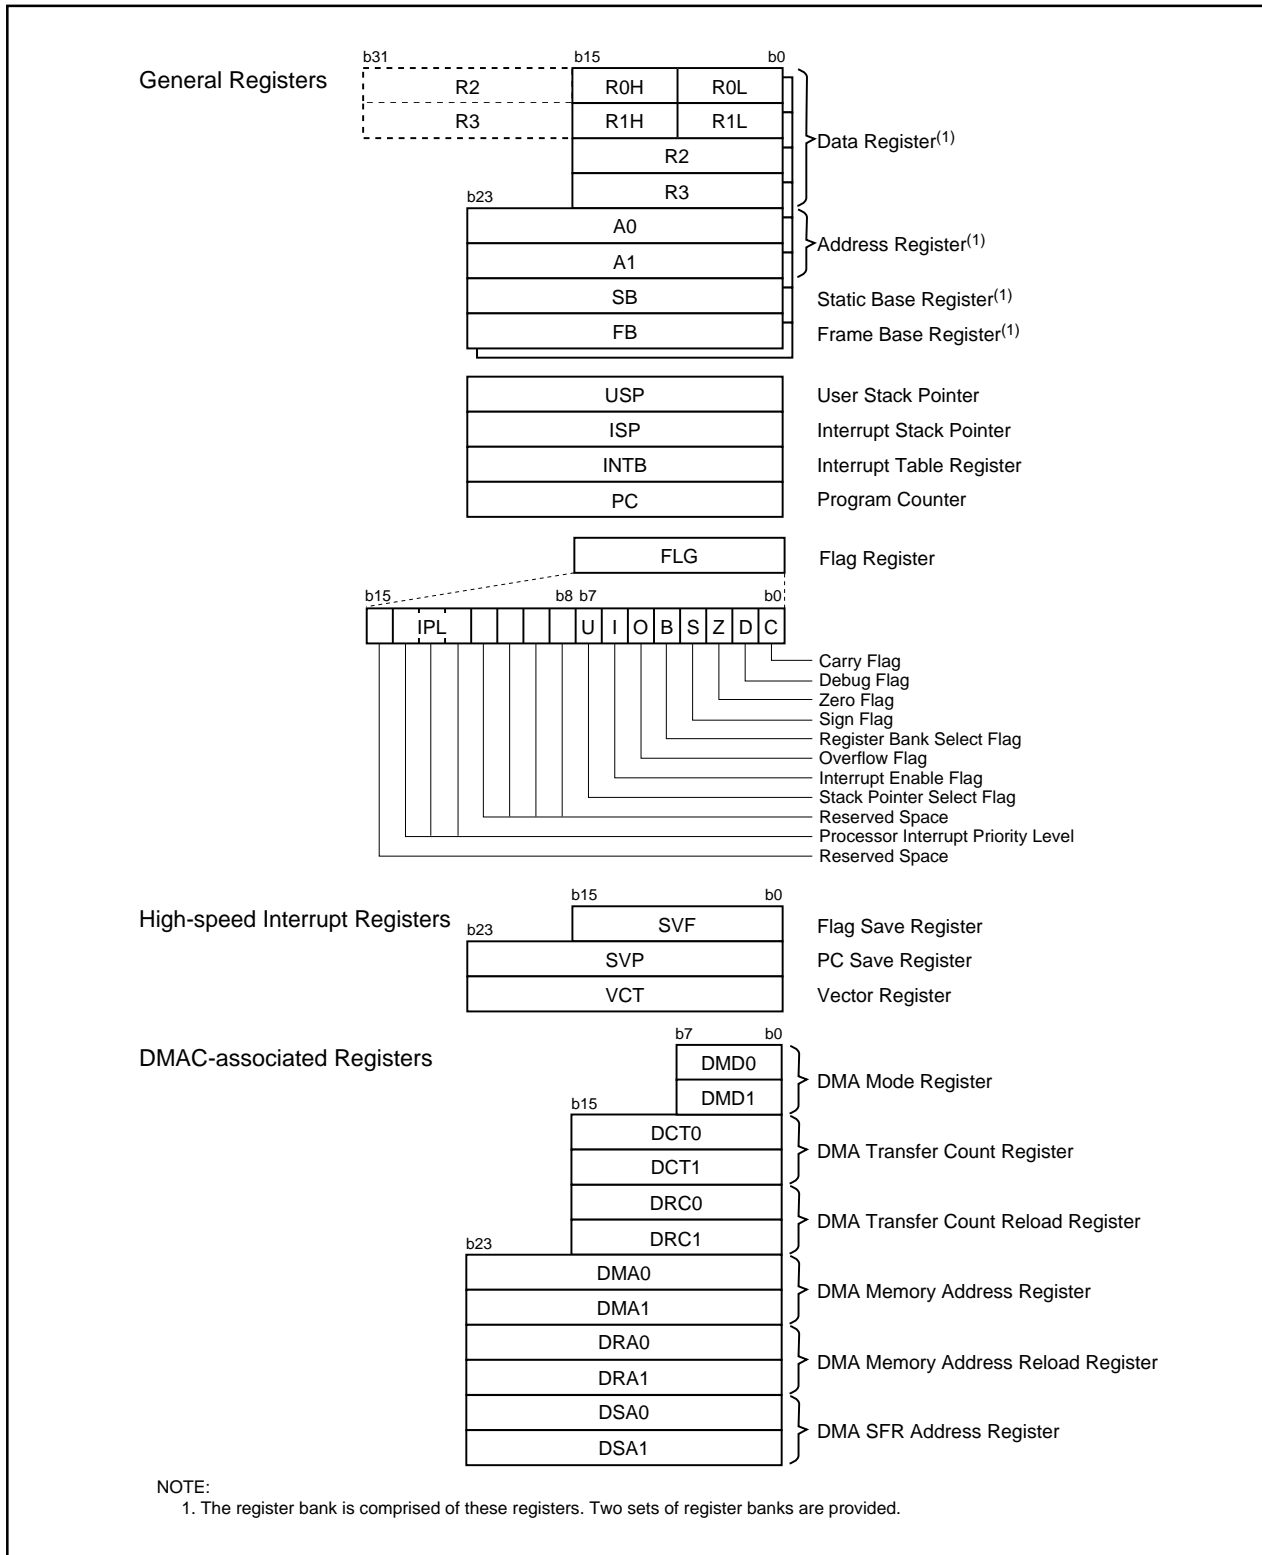 b31 b15 b0
General Registers R2 R0H R0L
R3 R1H R1L
Data Register(1)
R2
R3
b23
A0
Address Register(1)
A1
SB Static Base Register(1)
FB Frame Base Register(1)
USP User Stack Pointer
ISP Interrupt Stack Pointer
INTB Interrupt Table Register
PC Program Counter
FLG Flag Register
b15 b8 b7 b0
IPL U I O B S Z D C
Carry Flag
Debug Flag
Zero Flag
Sign Flag
Register Bank Select Flag
Overflow Flag
Interrupt Enable Flag
Stack Pointer Select Flag
Reserved Space
Processor Interrupt Priority Level
Reserved Space
b15 b0
High-speed Interrupt Registers SVF Flag Save Register
b23
SVP PC Save Register
VCT Vector Register
b7 b0
DMAC-associated Registers DMD0
DMA Mode Register
DMD1
b15
DCT0
DMA Transfer Count Register
DCT1
DRC0
DMA Transfer Count Reload Register
DRC1
b23
DMA0
DMA Memory Address Register
DMA1
DRA0
DMA Memory Address Reload Register
DRA1
DSA0
DMA SFR Address Register
DSA1
NOTE:
1. The register bank is comprised of these registers. Two sets of register banks are provided.